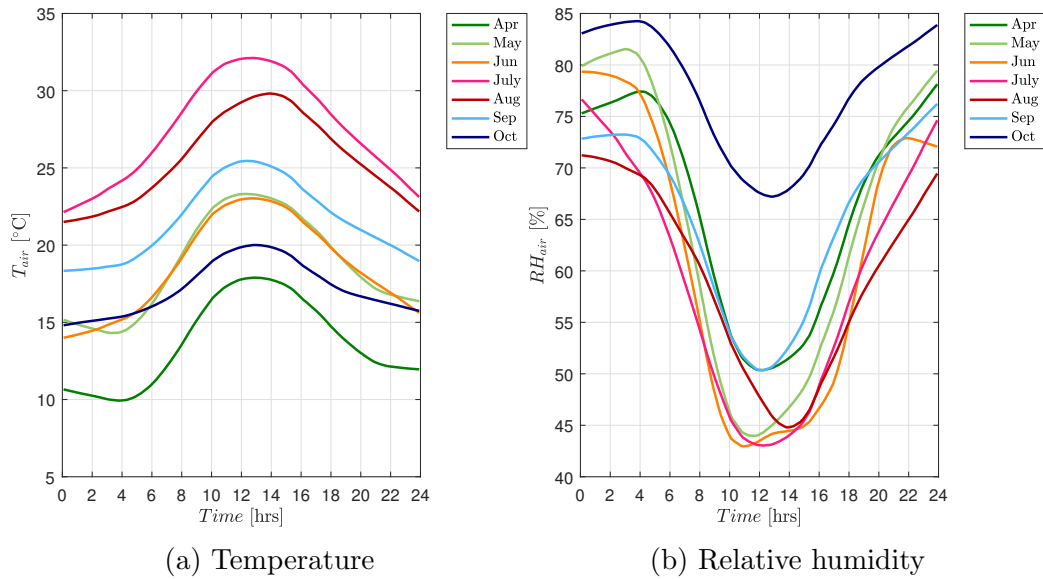 35
30
25
20
15
10
5
T_air [°C]
0 2 4 6 8 10 12 14 16 18 20 22 24
Time [hrs]
Apr
May
Jun
July
Aug
Sep
Oct
(a) Temperature
85
80
75
70
65
60
55
50
45
40
RH_air [%]
0 2 4 6 8 10 12 14 16 18 20 22 24
Time [hrs]
Apr
May
Jun
July
Aug
Sep
Oct
(b) Relative humidity